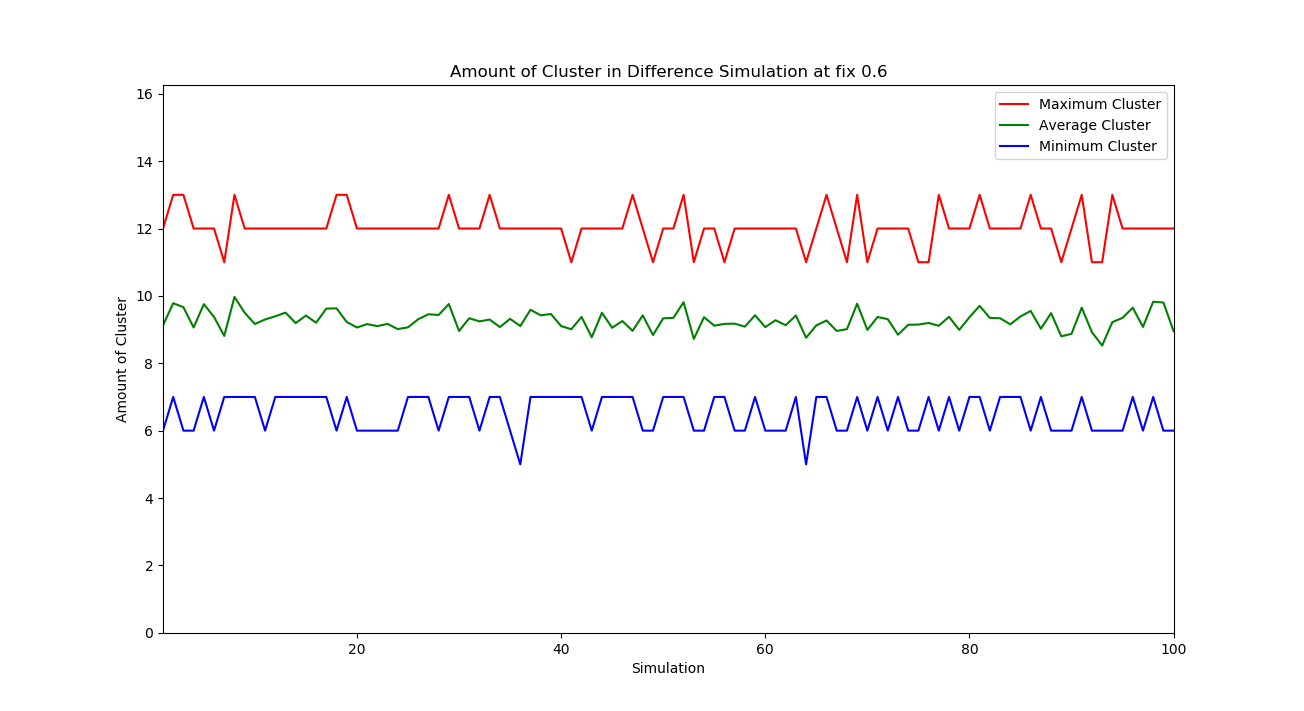 Amount of Cluster in Difference Simulation at fix 0.6
16
14
12
10
8
6
4
2
0
Amount of Cluster
Maximum Cluster
Average Cluster
Minimum Cluster
20 40 60 80 100
Simulation